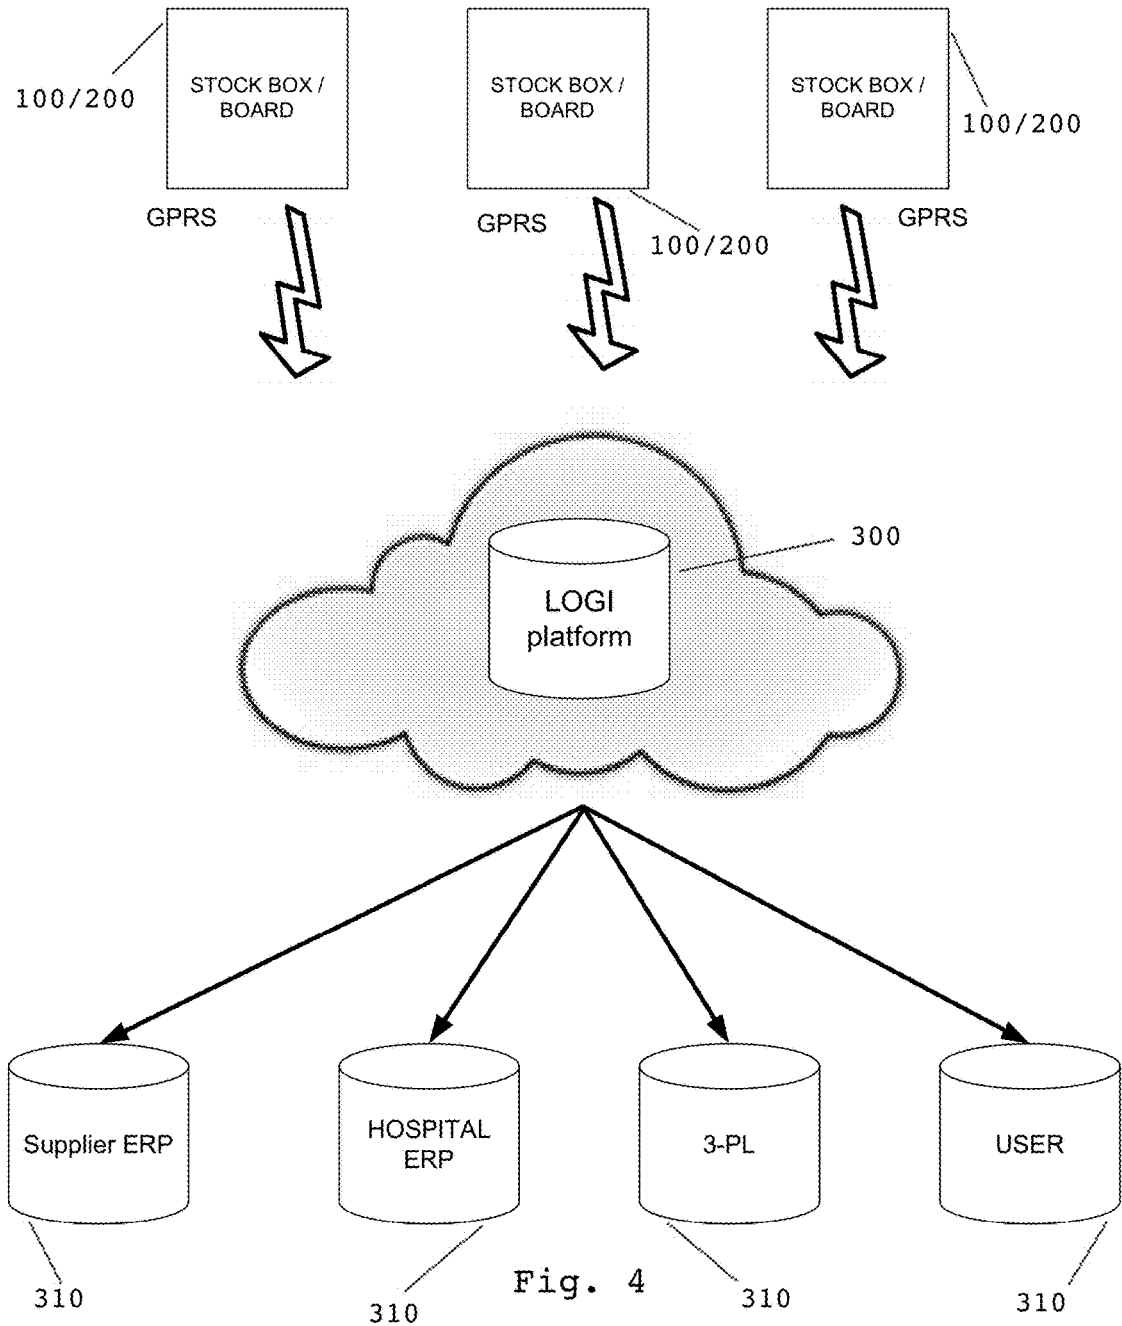 STOCK BOX /
BOARD
STOCK BOX /
BOARD
STOCK BOX /
BOARD
100/200
100/200
100/200
GPRS
GPRS
GPRS
300
LOGI
platform
Supplier ERP
HOSPITAL
ERP
3-PL
USER
310
310
310
310
Fig. 4